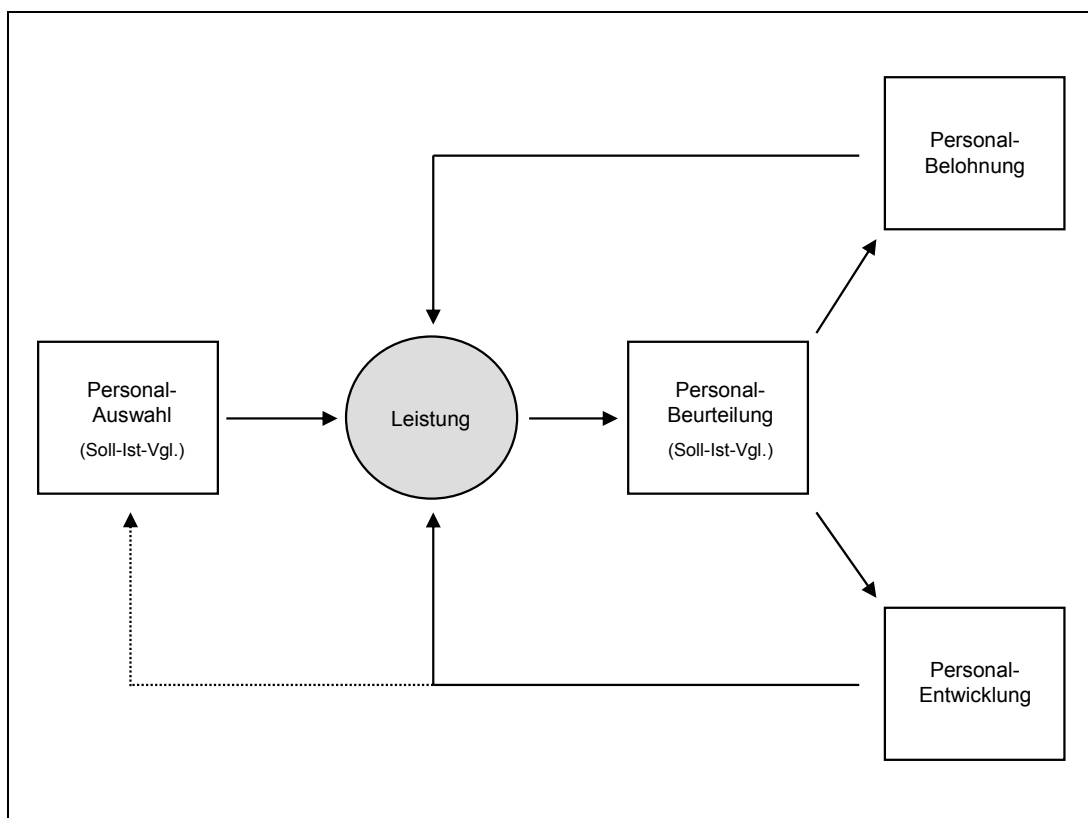 Personal-
Belohnung
Personal-
Auswahl
(Soll-Ist-Vgl.)
Leistung
Personal-
Beurteilung
(Soll-Ist-Vgl.)
Personal-
Entwicklung